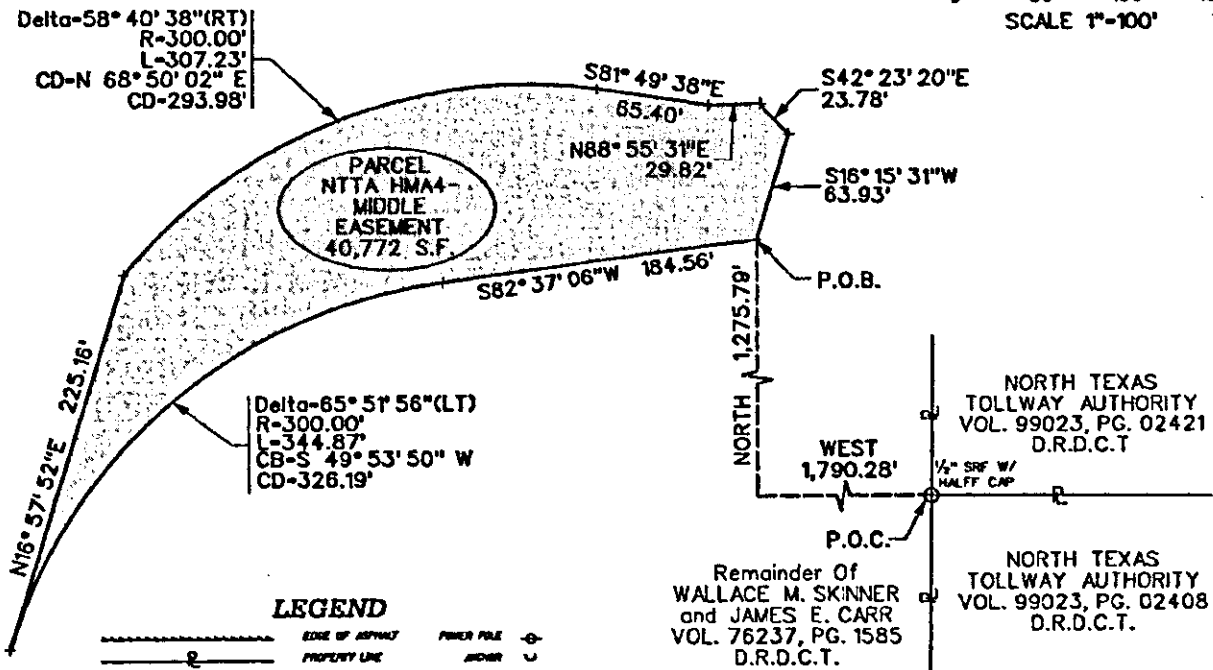 SCALE 1"-100'
Delta-58° 40' 38"(RT)
R-300.00'
L-307.23'
CD-N 68° 50' 02" E
CD-293.98'
S81° 49' 38"E
65.40'
N88° 55' 31"E
29.82'
S42° 23' 20"E
23.78'
S16° 15' 31"W
63.93'
PARCEL
NTTA HMA4-
MIDDLE
EASEMENT
40,772 S.F.
S82° 37' 06"W 184.56'
P.O.B.
N16° 57' 52"E 225.16'
Delta-65° 51' 56"(LT)
R-300.00'
L-344.87'
CB-S 49° 53' 50" W
CD-326.19'
NORTH 1,275.79'
WEST
1,790.28'
½" SRF W/
HALFF CAP
P.O.C.
NORTH TEXAS
TOLLWAY AUTHORITY
VOL. 99023, PG. 02421
D.R.D.C.T
Remainder Of
WALLACE M. SKINNER
and JAMES E. CARR
VOL. 76237, PG. 1585
D.R.D.C.T.
NORTH TEXAS
TOLLWAY AUTHORITY
VOL. 99023, PG. 02408
D.R.D.C.T.
LEGEND
EDGE OF ASPHALT POWER POLE
PROPERTY LINE ANCHOR